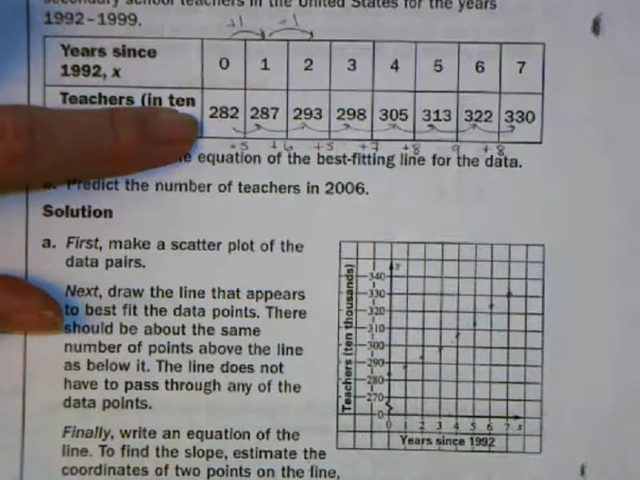 secondary school teachers in the United States for the years
1992–1999.
+1 +1
Years since 0 1 2 3 4 5 6 7
1992, x
Teachers (in ten 282 287 293 298 305 313 322 330
+5 +6 +5 +7 +8 9 +8
equation of the best-fitting line for the data.
Predict the number of teachers in 2006.
Solution
a. First, make a scatter plot of the
data pairs.
Next, draw the line that appears
to best fit the data points. There
should be about the same
number of points above the line
as below it. The line does not
have to pass through any of the
data points.
Finally, write an equation of the
line. To find the slope, estimate the
coordinates of two points on the line,
Teachers (ten thousands)
y
340
330
320
310
300
290
280
270
0
0 1 2 3 4 5 6 7 x
Years since 1992